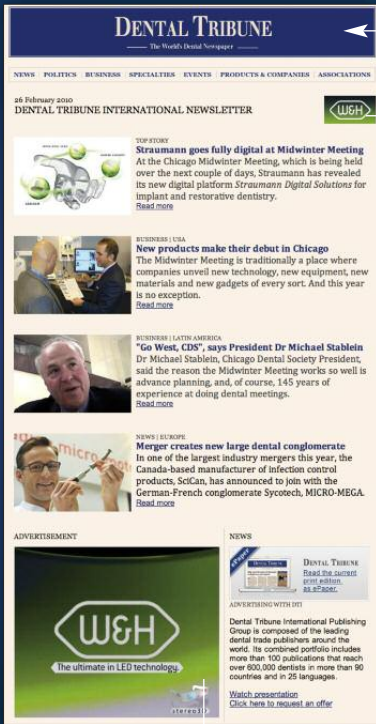 DENTAL TRIBUNE
The World's Dental Newspaper
NEWS POLITICS BUSINESS SPECIALTIES EVENTS PRODUCTS & COMPANIES ASSOCIATIONS
26 February 2010
DENTAL TRIBUNE INTERNATIONAL NEWSLETTER
W&H
TOP STORY
Straumann goes fully digital at Midwinter Meeting
At the Chicago Midwinter Meeting, which is being held
over the next couple of days, Straumann has revealed
its new digital platform Straumann Digital Solutions for
implant and restorative dentistry.
Read more
BUSINESS | USA
New products make their debut in Chicago
The Midwinter Meeting is traditionally a place where
companies unveil new technology, new equipment, new
materials and new gadgets of every sort. And this year
is no exception.
Read more
BUSINESS | LATIN AMERICA
"Go West, CDS", says President Dr Michael Stablein
Dr Michael Stablein, Chicago Dental Society President,
said the reason the Midwinter Meeting works so well is
advance planning, and, of course, 145 years of
experience at doing dental meetings.
Read more
NEWS | EUROPE
Merger creates new large dental conglomerate
In one of the largest industry mergers this year, the
Canada-based manufacturer of infection control
products, SciCan, has announced to join with the
German-French conglomerate Sycotech, MICRO-MEGA.
Read more
micro
ADVERTISEMENT
W&H
The ultimate in LED technology.
stereo3D
NEWS
ePaper
DENTAL TRIBUNE
Read the current
print edition
as ePaper.
ADVERTISING WITH DTI
Dental Tribune International Publishing
Group is composed of the leading
dental trade publishers around the
world. Its combined portfolio includes
more than 100 publications that reach
over 600,000 dentists in more than 90
countries and in 25 languages.
Watch presentation
Click here to request an offer